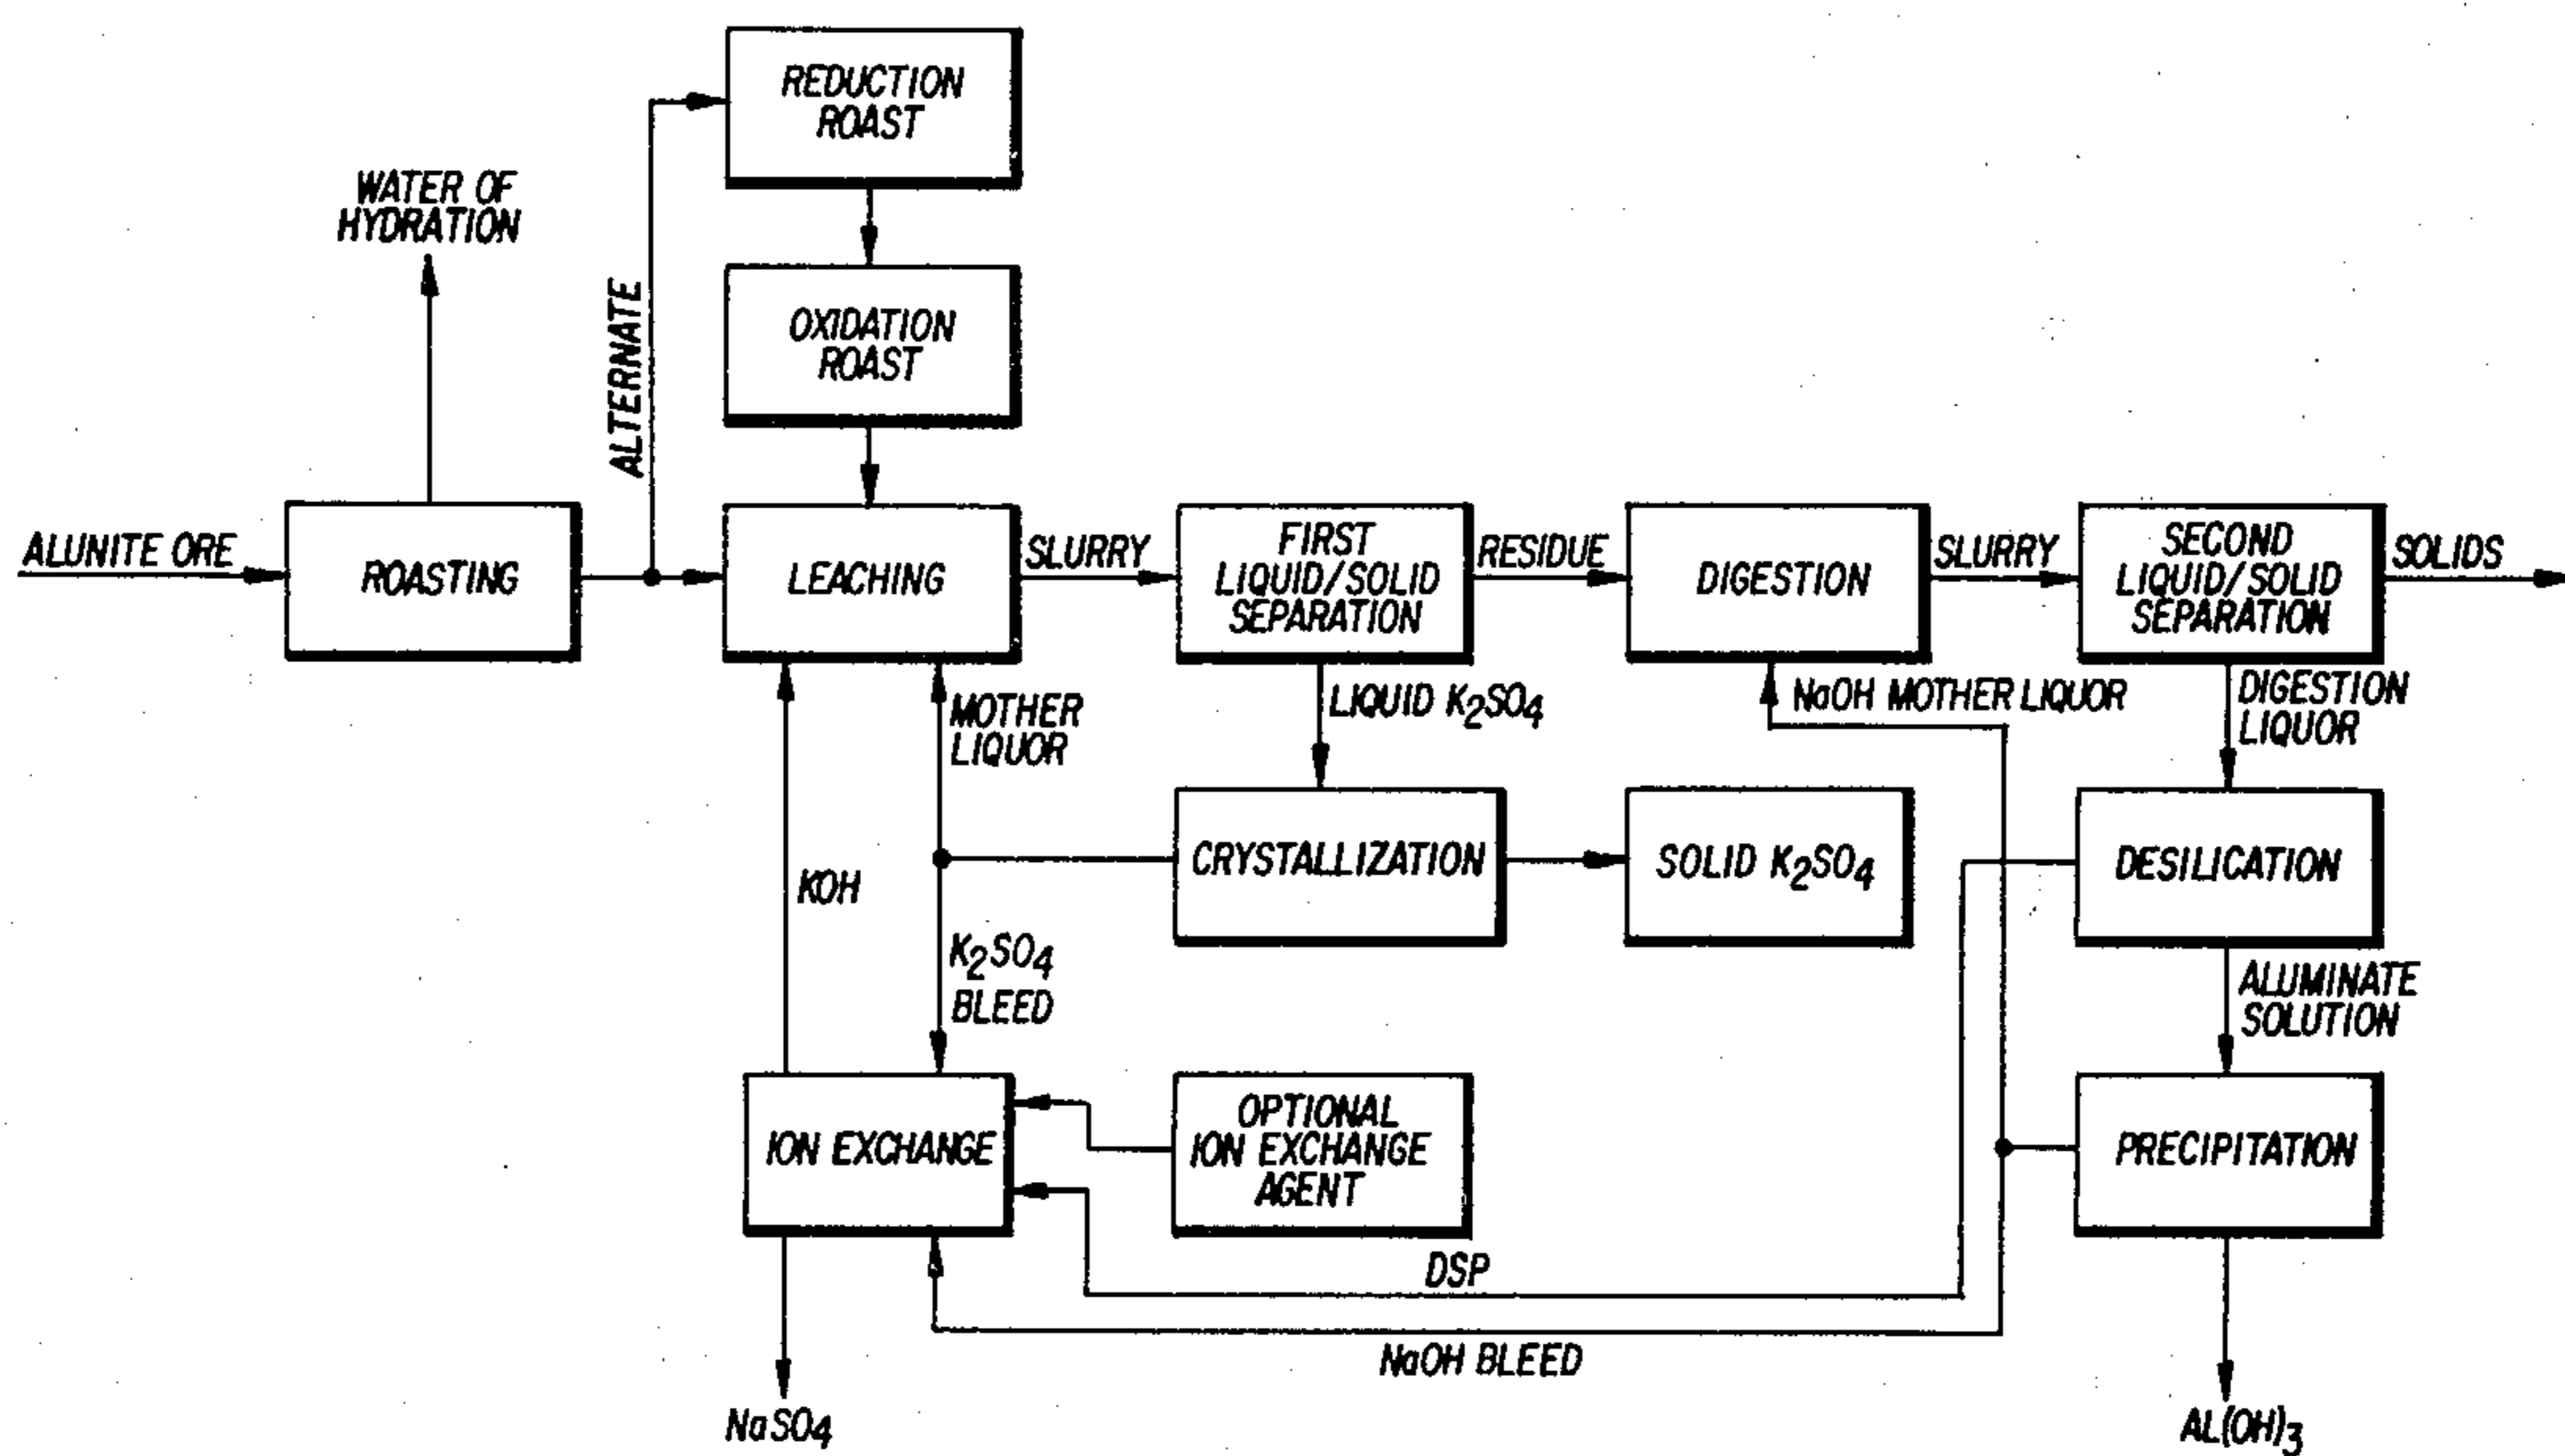 REDUCTION
ROAST
WATER OF
HYDRATION
OXIDATION
ROAST
ALTERNATE
ALUNITE ORE
ROASTING
LEACHING
SLURRY
FIRST
LIQUID/SOLID
SEPARATION
RESIDUE
DIGESTION
SLURRY
SECOND
LIQUID/SOLID
SEPARATION
SOLIDS
MOTHER
LIQUOR
LIQUID K2SO4
NaOH MOTHER LIQUOR
DIGESTION
LIQUOR
KOH
CRYSTALLIZATION
SOLID K2SO4
DESILICATION
K2SO4
BLEED
ALUMINATE
SOLUTION
ION EXCHANGE
OPTIONAL
ION EXCHANGE
AGENT
PRECIPITATION
DSP
NaOH BLEED
NaSO4
AL(OH)3